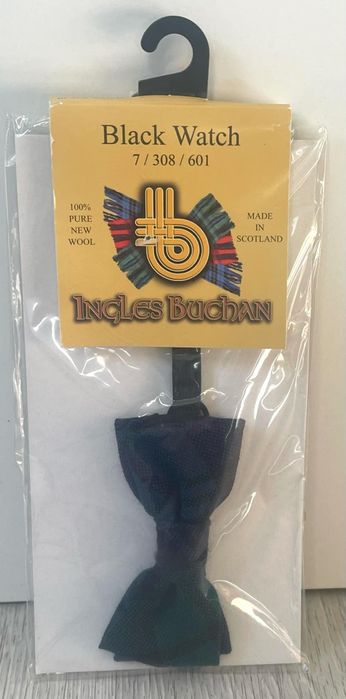 Black Watch
7 / 308 / 601
100%
PURE
NEW
WOOL
MADE
IN
SCOTLAND
INGLES BUCHAN